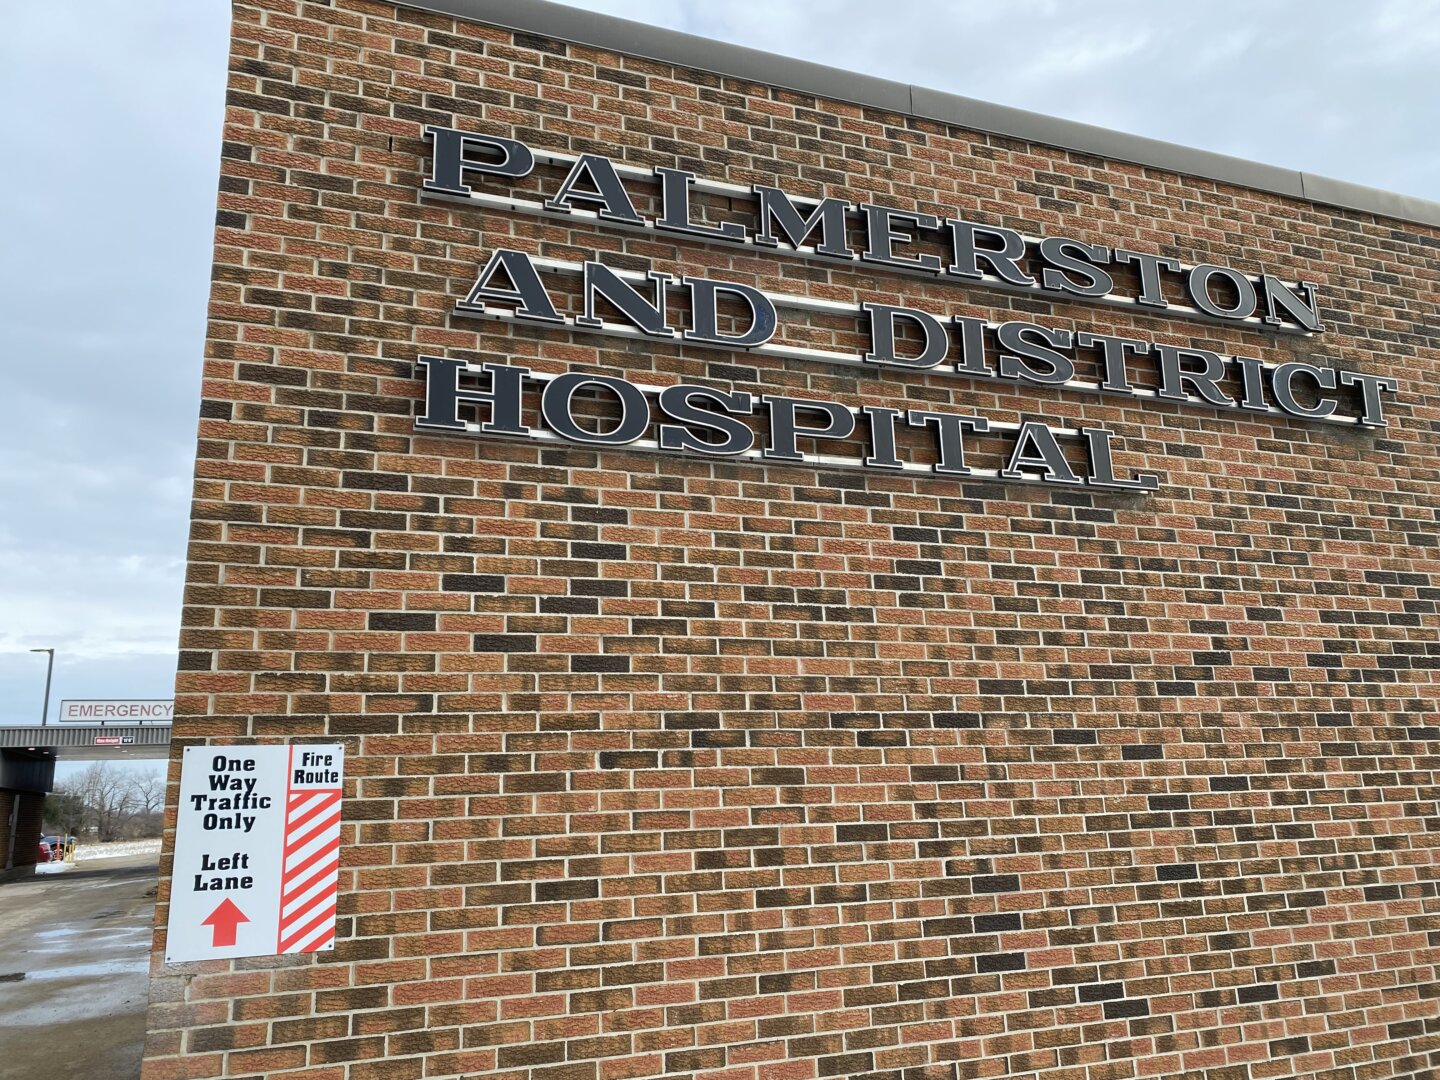 PALMERSTON
AND DISTRICT
HOSPITAL
EMERGENCY
One
Way
Traffic
Only
Left
Lane
Fire
Route